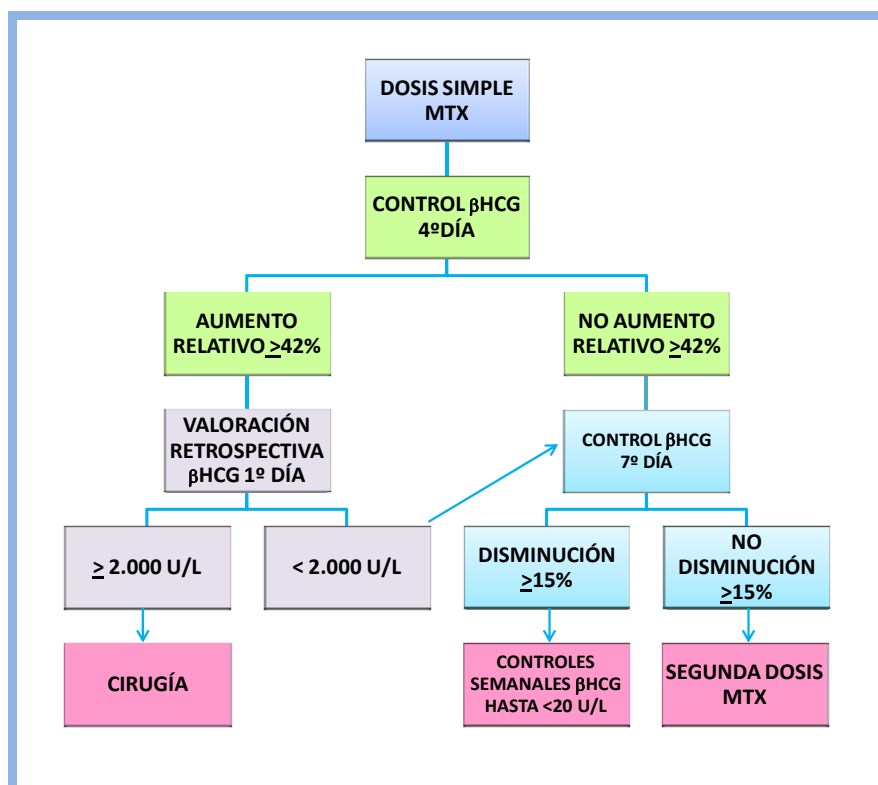 DOSIS SIMPLE
MTX
CONTROL βHCG
4ºDÍA
AUMENTO
RELATIVO ≥42%
NO AUMENTO
RELATIVO ≥42%
VALORACIÓN
RETROSPECTIVA
βHCG 1º DÍA
CONTROL βHCG
7º DÍA
≥ 2.000 U/L
< 2.000 U/L
DISMINUCIÓN
≥15%
NO
DISMINUCIÓN
≥15%
CIRUGÍA
CONTROLES
SEMANALES βHCG
HASTA <20 U/L
SEGUNDA DOSIS
MTX